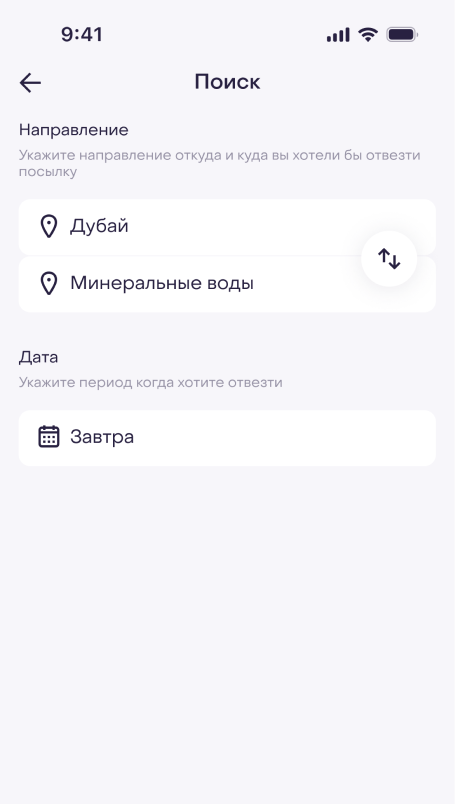 9:41
Поиск
Направление
Укажите направление откуда и куда вы хотели бы отвезти
посылку
Дубай
Минеральные воды
Дата
Укажите период когда хотите отвезти
Завтра